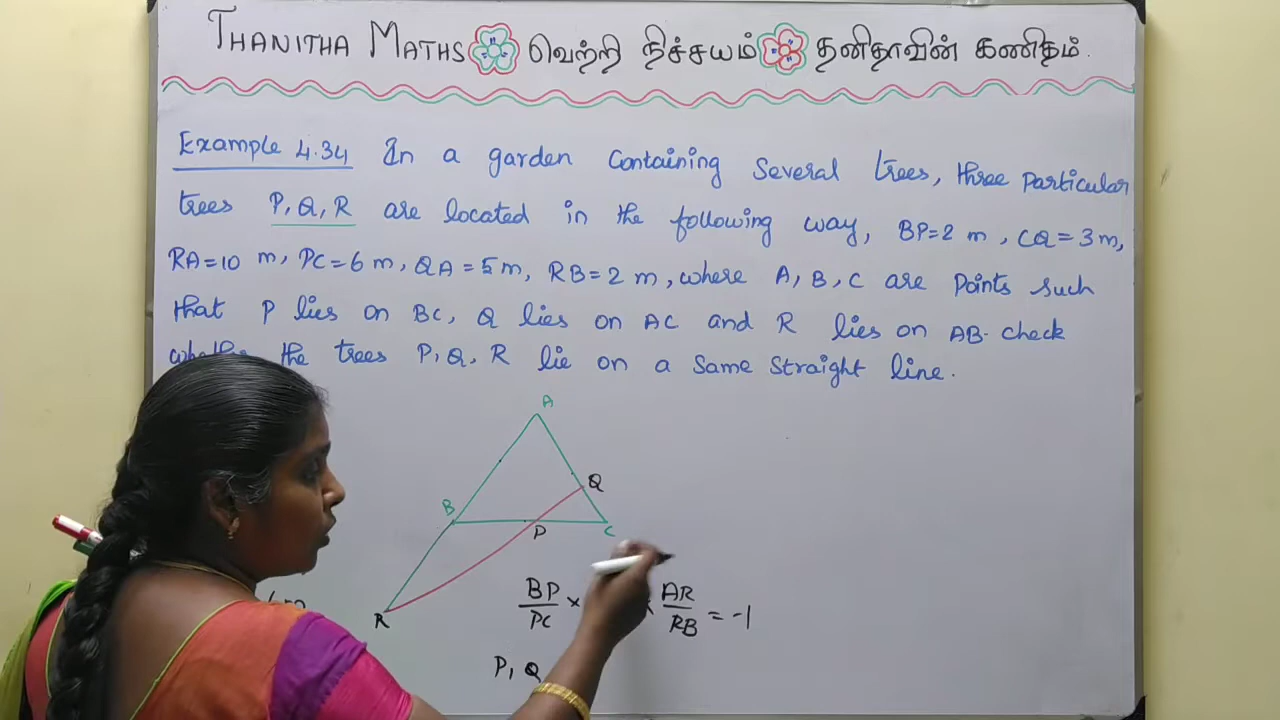 THANITHA MATHS வெற்றி நிச்சயம் தனிதாவின் கணிதம்
Example 4.34 In a garden containing several trees, three particular
trees P, Q, R are located in the following way, BP=2 m, CQ=3m,
RA=10 m, PC=6 m, QA=5m, RB=2 m, where A, B, C are points such
that P lies on BC, Q lies on AC and R lies on AB. check
the trees P, Q, R lie on a same straight line.
A
Q
B
P
C
R
BP/PC × × AR/RB = -1
P, Q